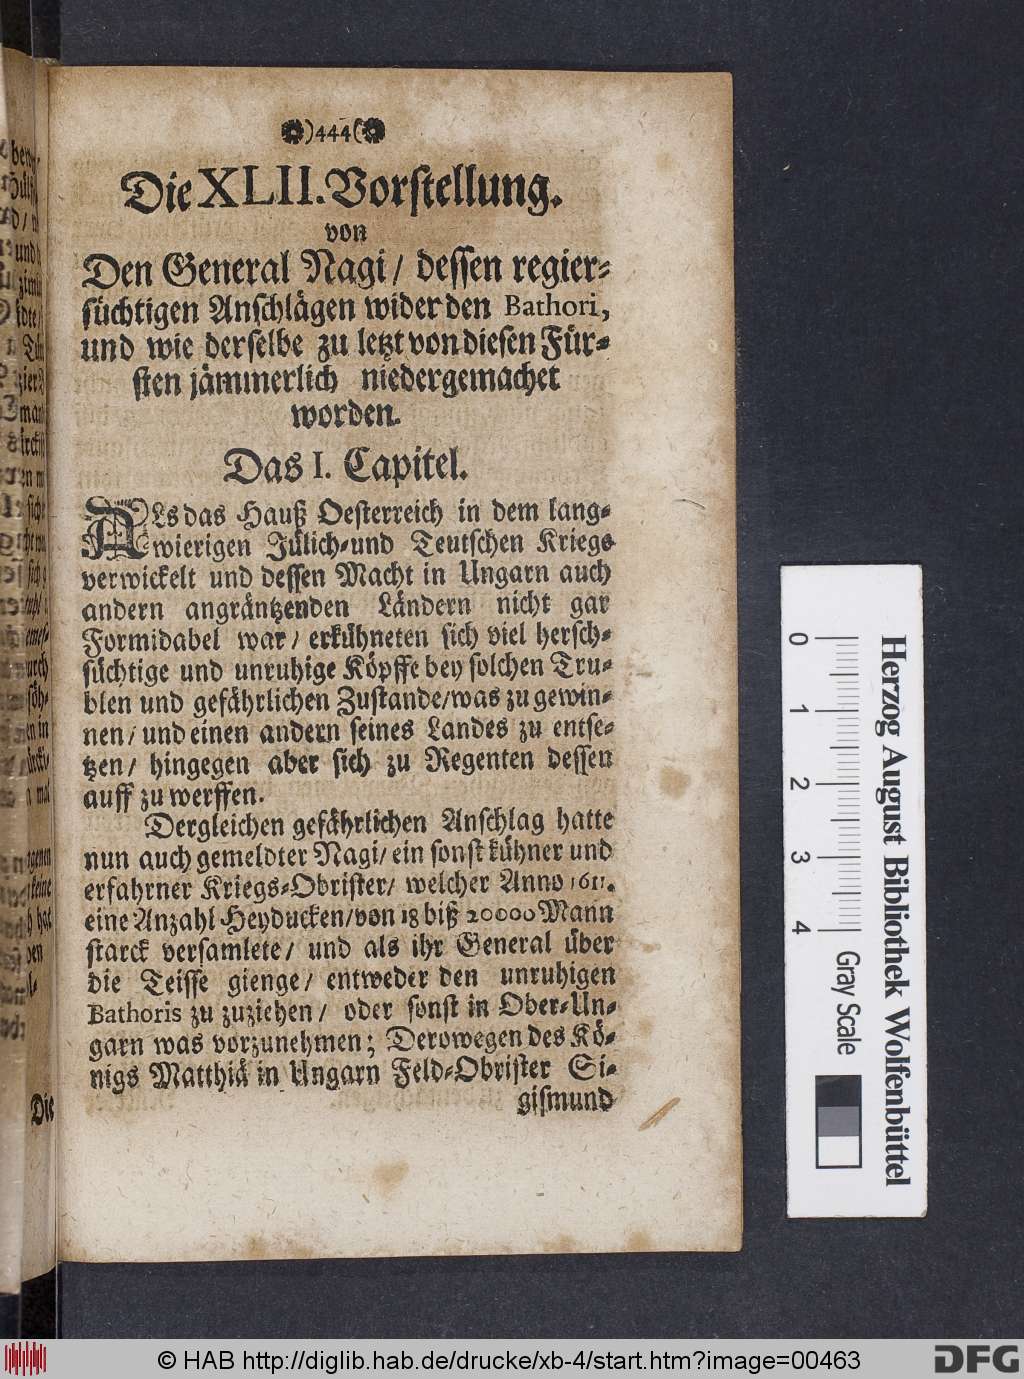 )444(
Die XLII. Vorstellung.
von
Den General Nagi/ dessen regier-
süchtigen Anschlägen wider den Bathori,
und wie derselbe zu letzt von diesen Für-
sten jämmerlich niedergemachet
worden.
Das I. Capitel.
ALs das Hauß Oesterreich in dem lang-
wierigen Jülich-und Teutschen Kriege
verwickelt und dessen Macht in Ungarn auch
andern angräntzenden Ländern nicht gar
Formidabel war/ erkühneten sich viel hersch-
süchtige und unruhige Köpffe bey solchen Tru-
blen und gefährlichen Zustande/was zu gewin-
nen/ und einen andern seines Landes zu entse-
tzen/ hingegen aber sich zu Regenten dessen
auff zu werffen.
Dergleichen gefährlichen Anschlag hatte
nun auch gemeldter Nagi/ ein sonst kühner und
erfahrner Kriegs-Obrister/ welcher Anno 1611.
eine Anzahl Heyducken/von 18 biß 20000 Mann
starck versamlete/ und als ihr General über
die Teisse gienge/ entweder den unruhigen
Bathoris zu zuziehen/ oder sonst in Ober-Un-
garn was vorzunehmen; Derowegen des Kö-
nigs Matthiä in Ungarn Feld-Obrister Si-
gismund
Die
0 1 2 3 4
Gray Scale
Herzog August Bibliothek Wolfenbüttel
© HAB http://diglib.hab.de/drucke/xb-4/start.htm?image=00463
DFG